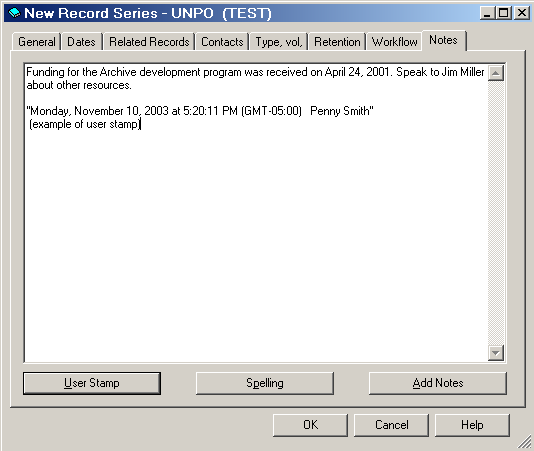 New Record Series - UNPO (TEST)
General Dates Related Records Contacts Type, vol, Retention Workflow Notes
Funding for the Archive development program was received on April 24, 2001. Speak to Jim Miller
about other resources.
"Monday, November 10, 2003 at 5:20:11 PM (GMT-05:00) Penny Smith"
(example of user stamp)
User Stamp Spelling Add Notes
OK Cancel Help